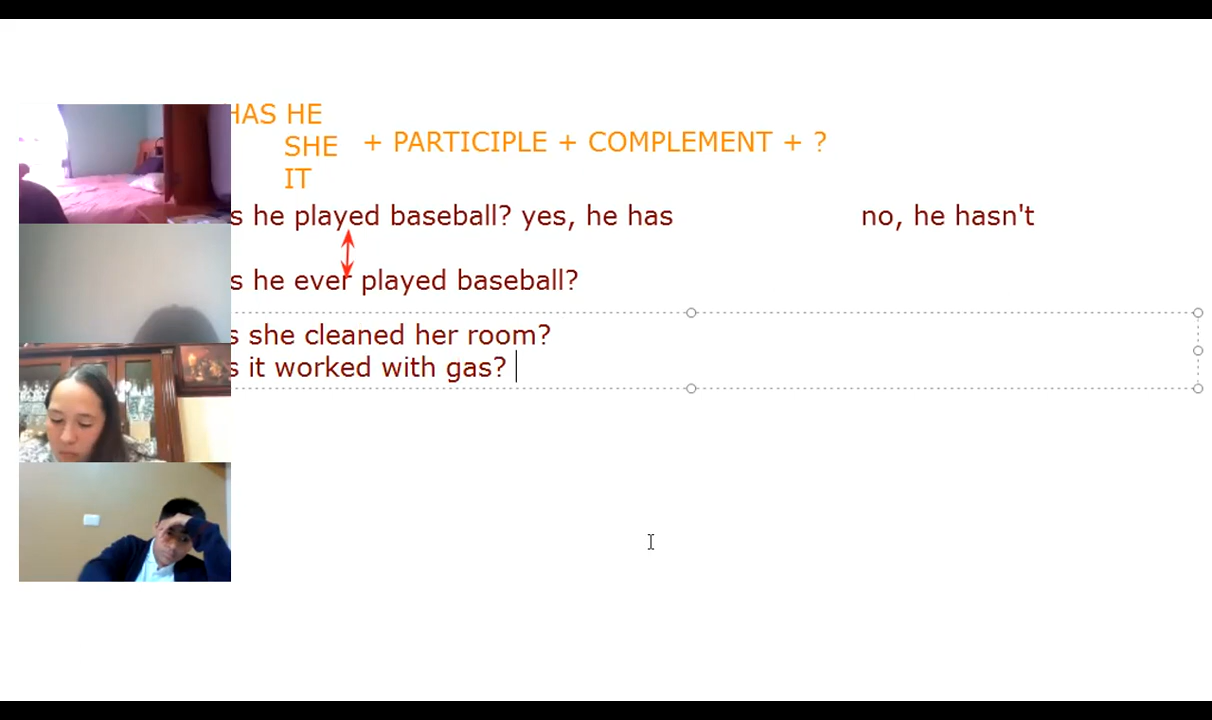 HAS HE
SHE
+ PARTICIPLE + COMPLEMENT + ?
IT
s he played baseball? yes, he has no, he hasn't
s he ever played baseball?
s she cleaned her room?
s it worked with gas?